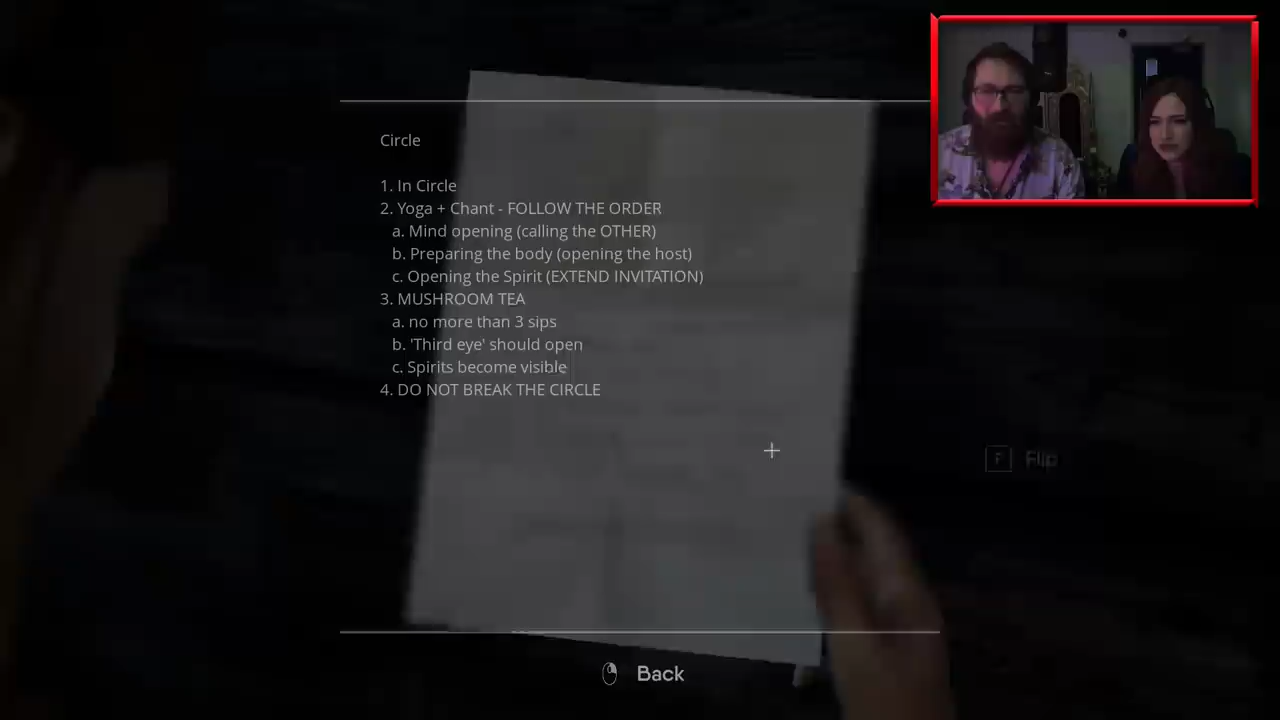 Circle
1. In Circle
2. Yoga + Chant - FOLLOW THE ORDER
a. Mind opening (calling the OTHER)
b. Preparing the body (opening the host)
c. Opening the Spirit (EXTEND INVITATION)
3. MUSHROOM TEA
a. no more than 3 sips
b. 'Third eye' should open
c. Spirits become visible
4. DO NOT BREAK THE CIRCLE
F Flip
Back